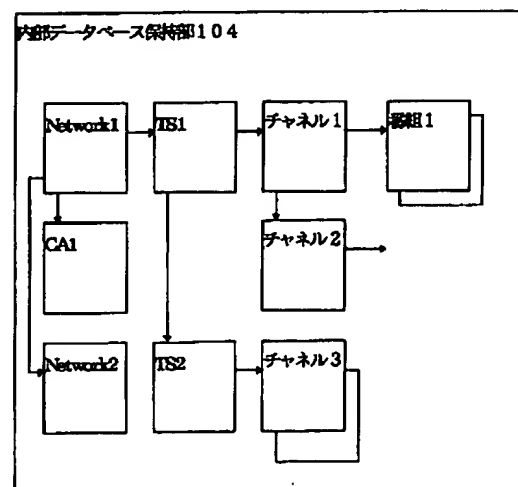 内部データベース保持部104
Network1
TS1
チャネル1
番組1
CA1
チャネル2
Network2
TS2
チャネル3